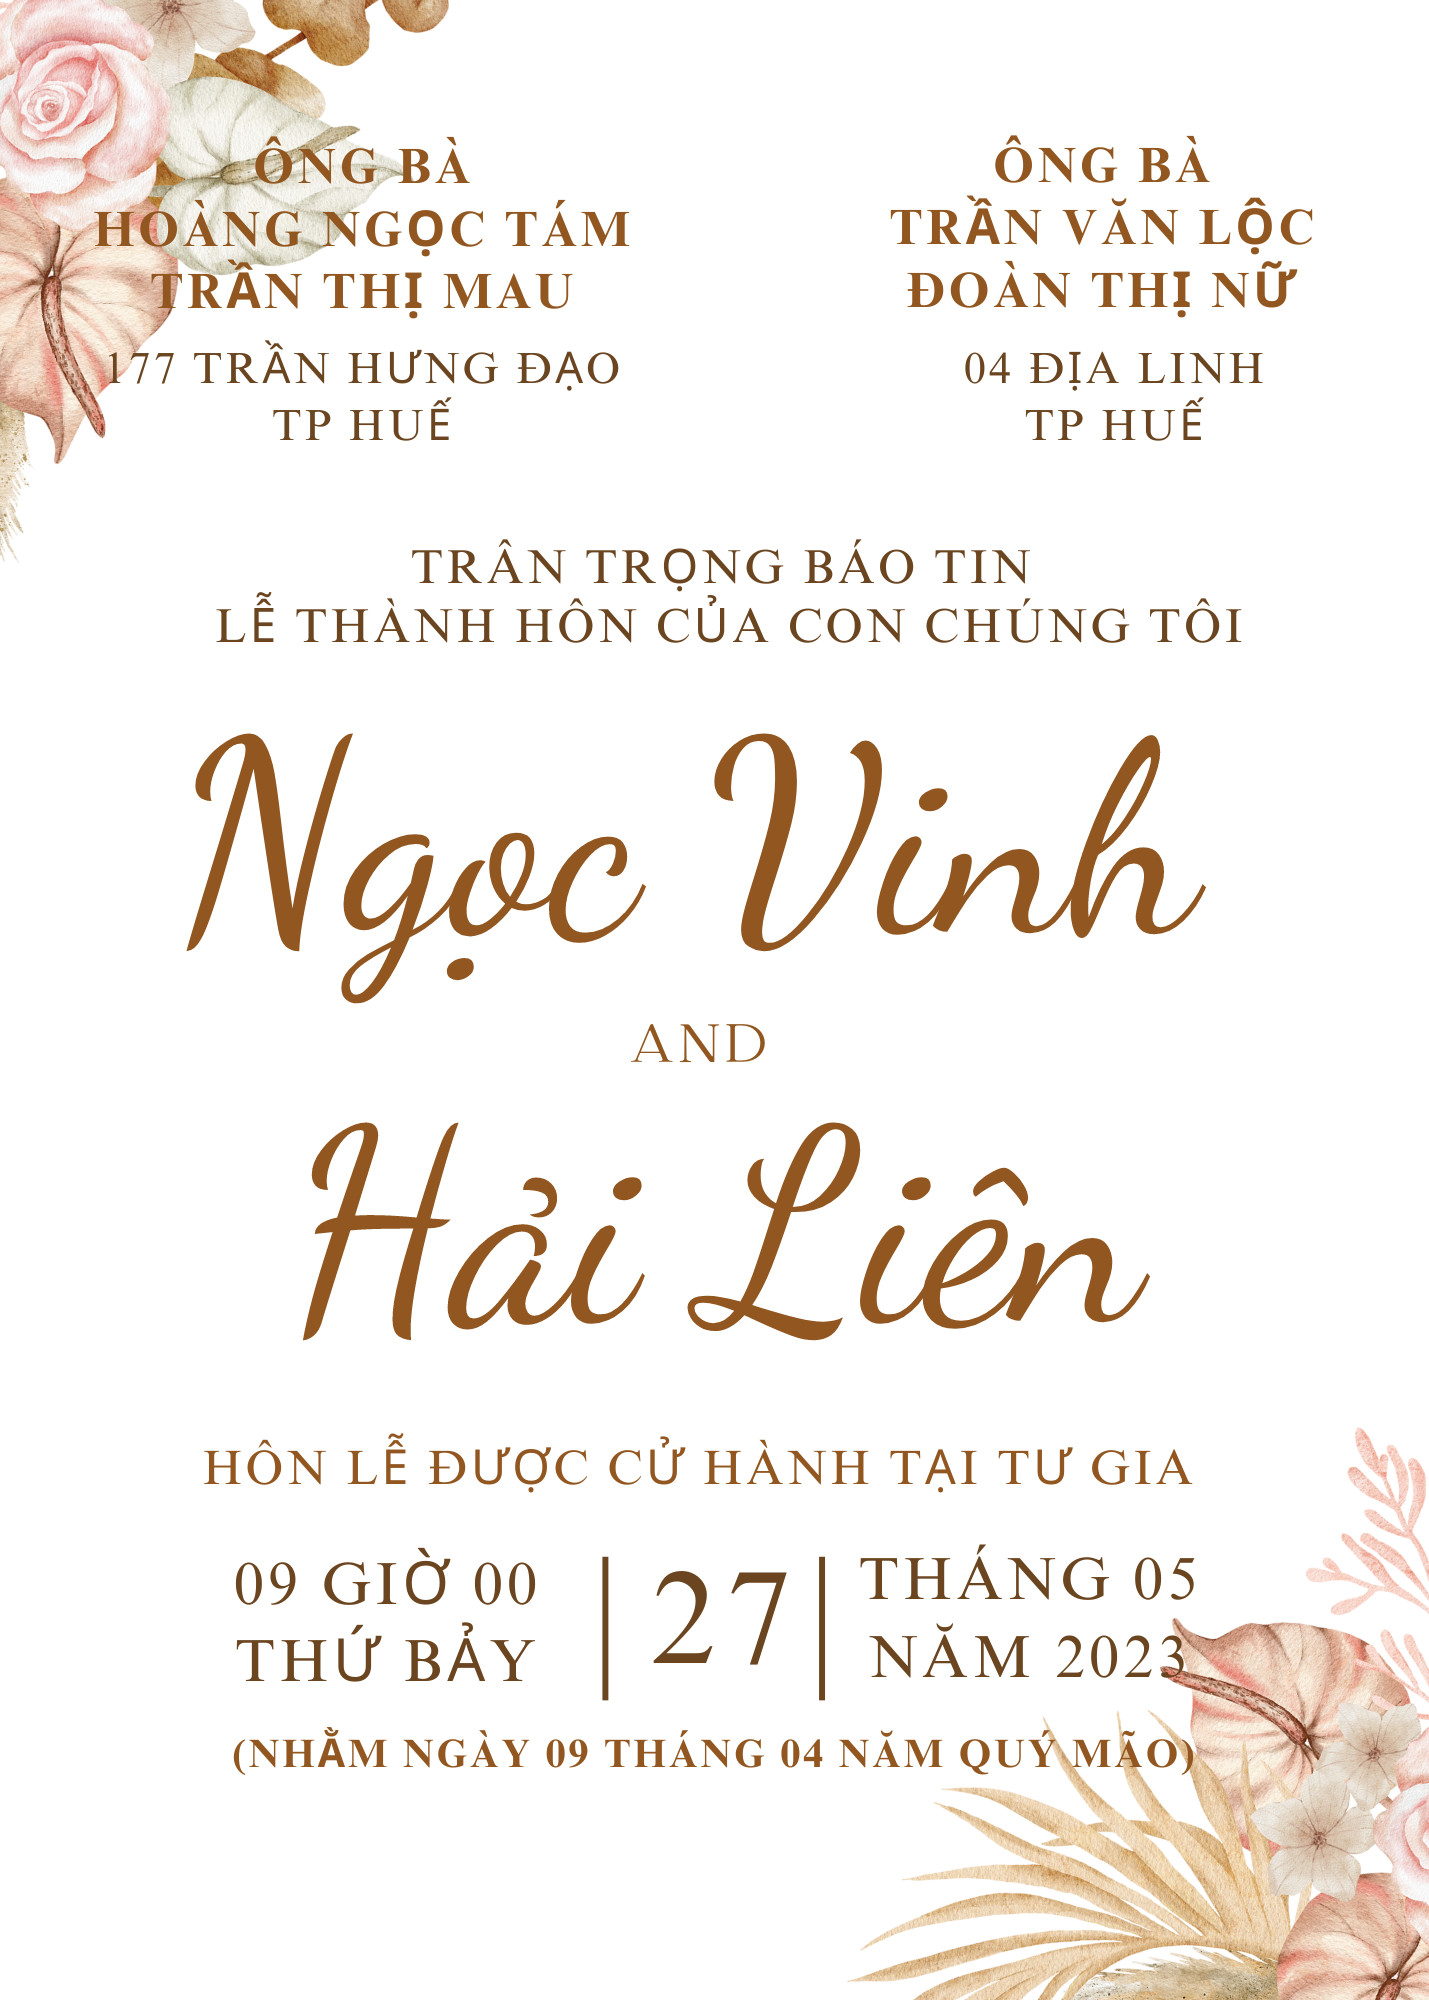 ÔNG BÀ
HOÀNG NGỌC TÁM
TRẦN THỊ MAU
177 TRẦN HƯNG ĐẠO
TP HUẾ
ÔNG BÀ
TRẦN VĂN LỘC
ĐOÀN THỊ NỮ
04 ĐỊA LINH
TP HUẾ
TRÂN TRỌNG BÁO TIN
LỄ THÀNH HÔN CỦA CON CHÚNG TÔI
Ngọc Vinh
AND
Hải Liên
HÔN LỄ ĐƯỢC CỬ HÀNH TẠI TƯ GIA
09 GIỜ 00
THỨ BẢY
27
THÁNG 05
NĂM 2023
(NHẰM NGÀY 09 THÁNG 04 NĂM QUÝ MÃO)